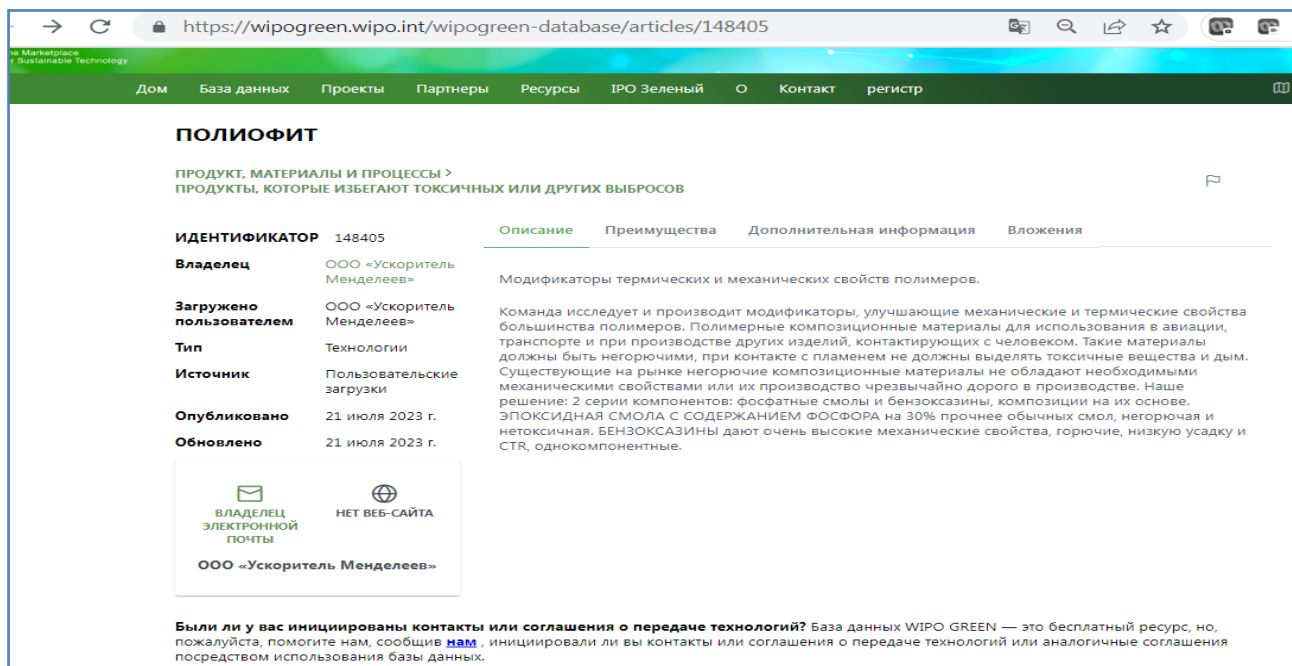 https://wipogreen.wipo.int/wipogreen-database/articles/148405
ne Marketplace
r Sustainable Technology
Дом База данных Проекты Партнеры Ресурсы IPO Зеленый О Контакт регистр
ПОЛИОФИТ
ПРОДУКТ, МАТЕРИАЛЫ И ПРОЦЕССЫ >
ПРОДУКТЫ, КОТОРЫЕ ИЗБЕГАЮТ ТОКСИЧНЫХ ИЛИ ДРУГИХ ВЫБРОСОВ
ИДЕНТИФИКАТОР 148405
Владелец ООО «Ускоритель
Менделеев»
Загружено ООО «Ускоритель
пользователем Менделеев»
Тип Технологии
Источник Пользовательские
загрузки
Опубликовано 21 июля 2023 г.
Обновлено 21 июля 2023 г.
ВЛАДЕЛЕЦ
ЭЛЕКТРОННОЙ
ПОЧТЫ
НЕТ ВЕБ-САЙТА
ООО «Ускоритель Менделеев»
Описание Преимущества Дополнительная информация Вложения
Модификаторы термических и механических свойств полимеров.
Команда исследует и производит модификаторы, улучшающие механические и термические свойства
большинства полимеров. Полимерные композиционные материалы для использования в авиации,
транспорте и при производстве других изделий, контактирующих с человеком. Такие материалы
должны быть негорючими, при контакте с пламенем не должны выделять токсичные вещества и дым.
Существующие на рынке негорючие композиционные материалы не обладают необходимыми
механическими свойствами или их производство чрезвычайно дорого в производстве. Наше
решение: 2 серии компонентов: фосфатные смолы и бензоксазины, композиции на их основе.
ЭПОКСИДНАЯ СМОЛА С СОДЕРЖАНИЕМ ФОСФОРА на 30% прочнее обычных смол, негорючая и
нетоксичная. БЕНЗОКСАЗИНЫ дают очень высокие механические свойства, горючие, низкую усадку и
CTR, однокомпонентные.
Были ли у вас инициированы контакты или соглашения о передаче технологий? База данных WIPO GREEN — это бесплатный ресурс, но,
пожалуйста, помогите нам, сообщив нам , инициировали ли вы контакты или соглашения о передаче технологий или аналогичные соглашения
посредством использования базы данных.